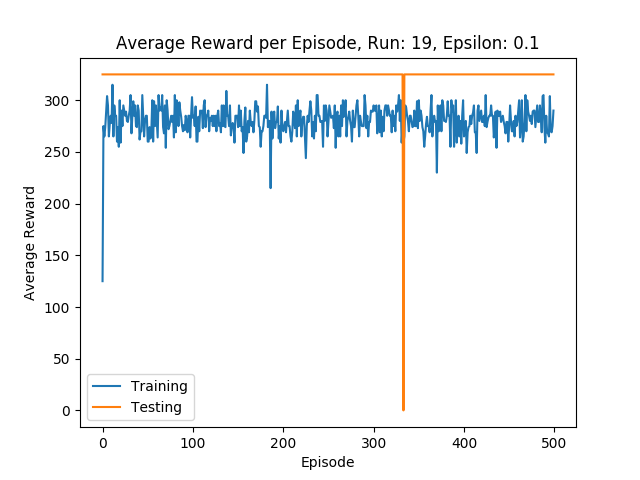 Average Reward per Episode, Run: 19, Epsilon: 0.1
300
250
200
150
100
50
0
Average Reward
Training
Testing
0 100 200 300 400 500
Episode